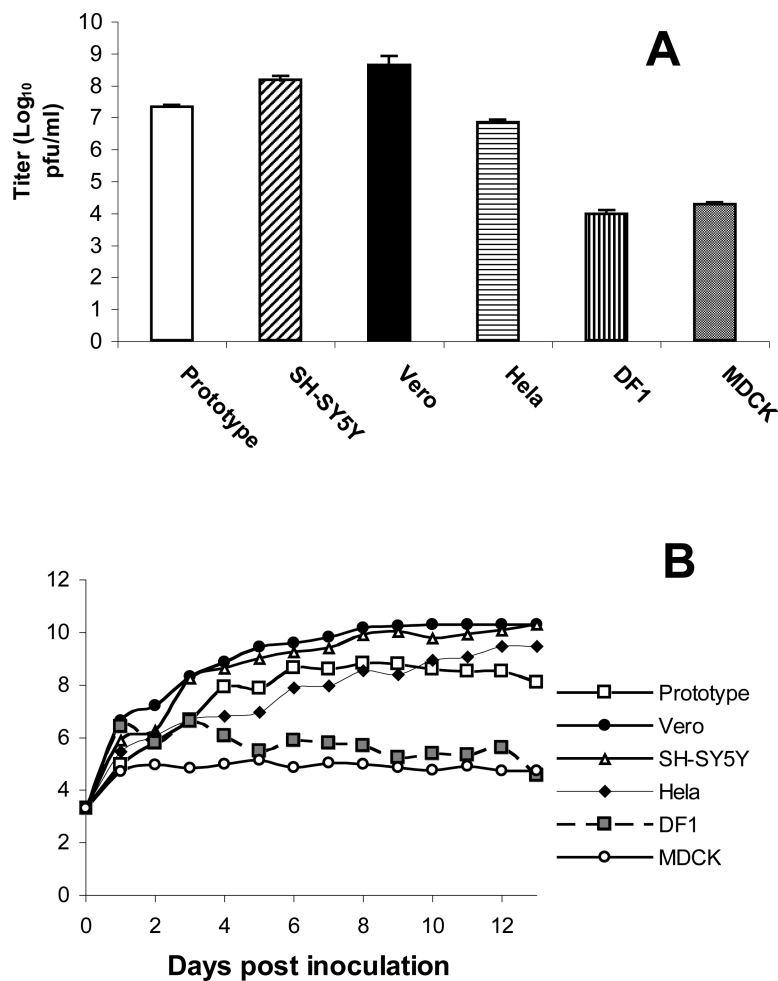 A
Titer (Log10
pfu/ml)
10
9
8
7
6
5
4
3
2
1
0
Prototype
SH-SY5Y
Vero
Hela
DF1
MDCK
B
12
10
8
6
4
2
0
0 2 4 6 8 10 12
Days post inoculation
Prototype
Vero
SH-SY5Y
Hela
DF1
MDCK